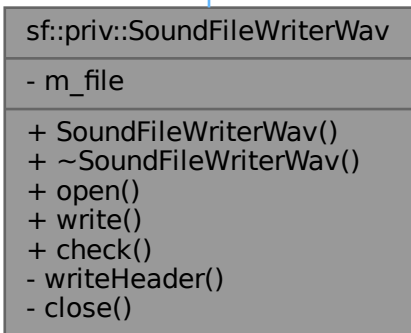 sf::priv::SoundFileWriterWav
- m_file
+ SoundFileWriterWav()
+ ~SoundFileWriterWav()
+ open()
+ write()
+ check()
- writeHeader()
- close()